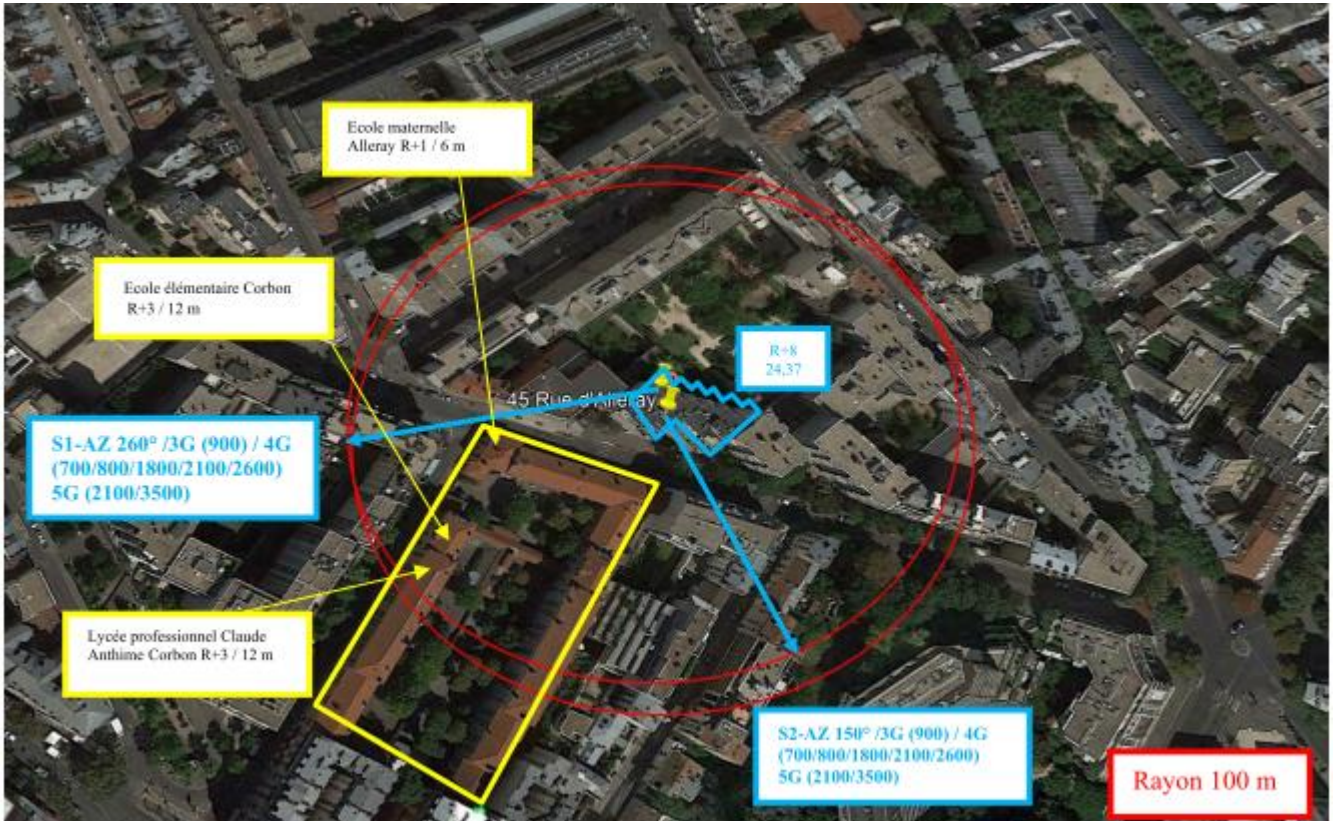 Ecole maternelle
Alleray R+1 / 6 m
Ecole élémentaire Corbon
R+3 / 12 m
R+8
24,37
45 Rue d'Alleray
S1-AZ 260° /3G (900) / 4G
(700/800/1800/2100/2600)
5G (2100/3500)
Lycée professionnel Claude
Anthime Corbon R+3 / 12 m
S2-AZ 150° /3G (900) / 4G
(700/800/1800/2100/2600)
5G (2100/3500)
Rayon 100 m